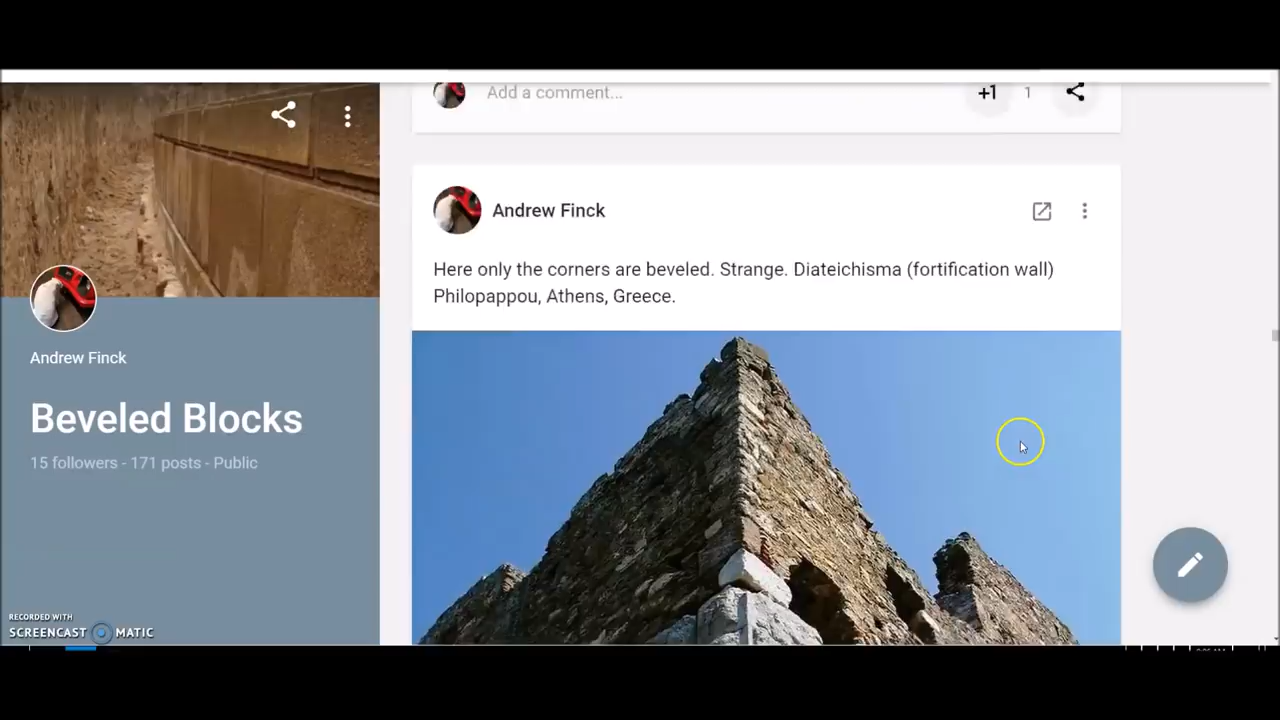 Add a comment...
+1
1
Andrew Finck
Here only the corners are beveled. Strange. Diateichisma (fortification wall)
Philopappou, Athens, Greece.
Andrew Finck
Beveled Blocks
15 followers - 171 posts - Public
RECORDED WITH
SCREENCAST MATIC